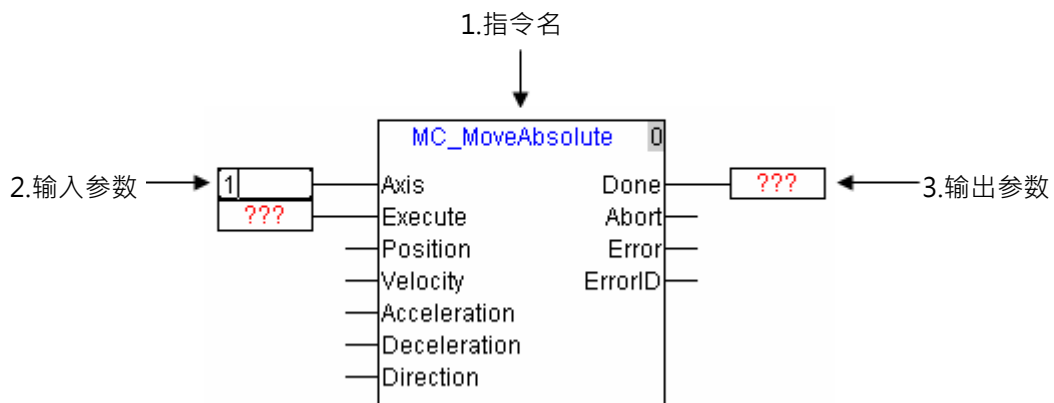 1.指令名
MC_MoveAbsolute 0
2.输入参数 1 Axis Done ??? 3.输出参数
??? Execute Abort
Position Error
Velocity ErrorID
Acceleration
Deceleration
Direction